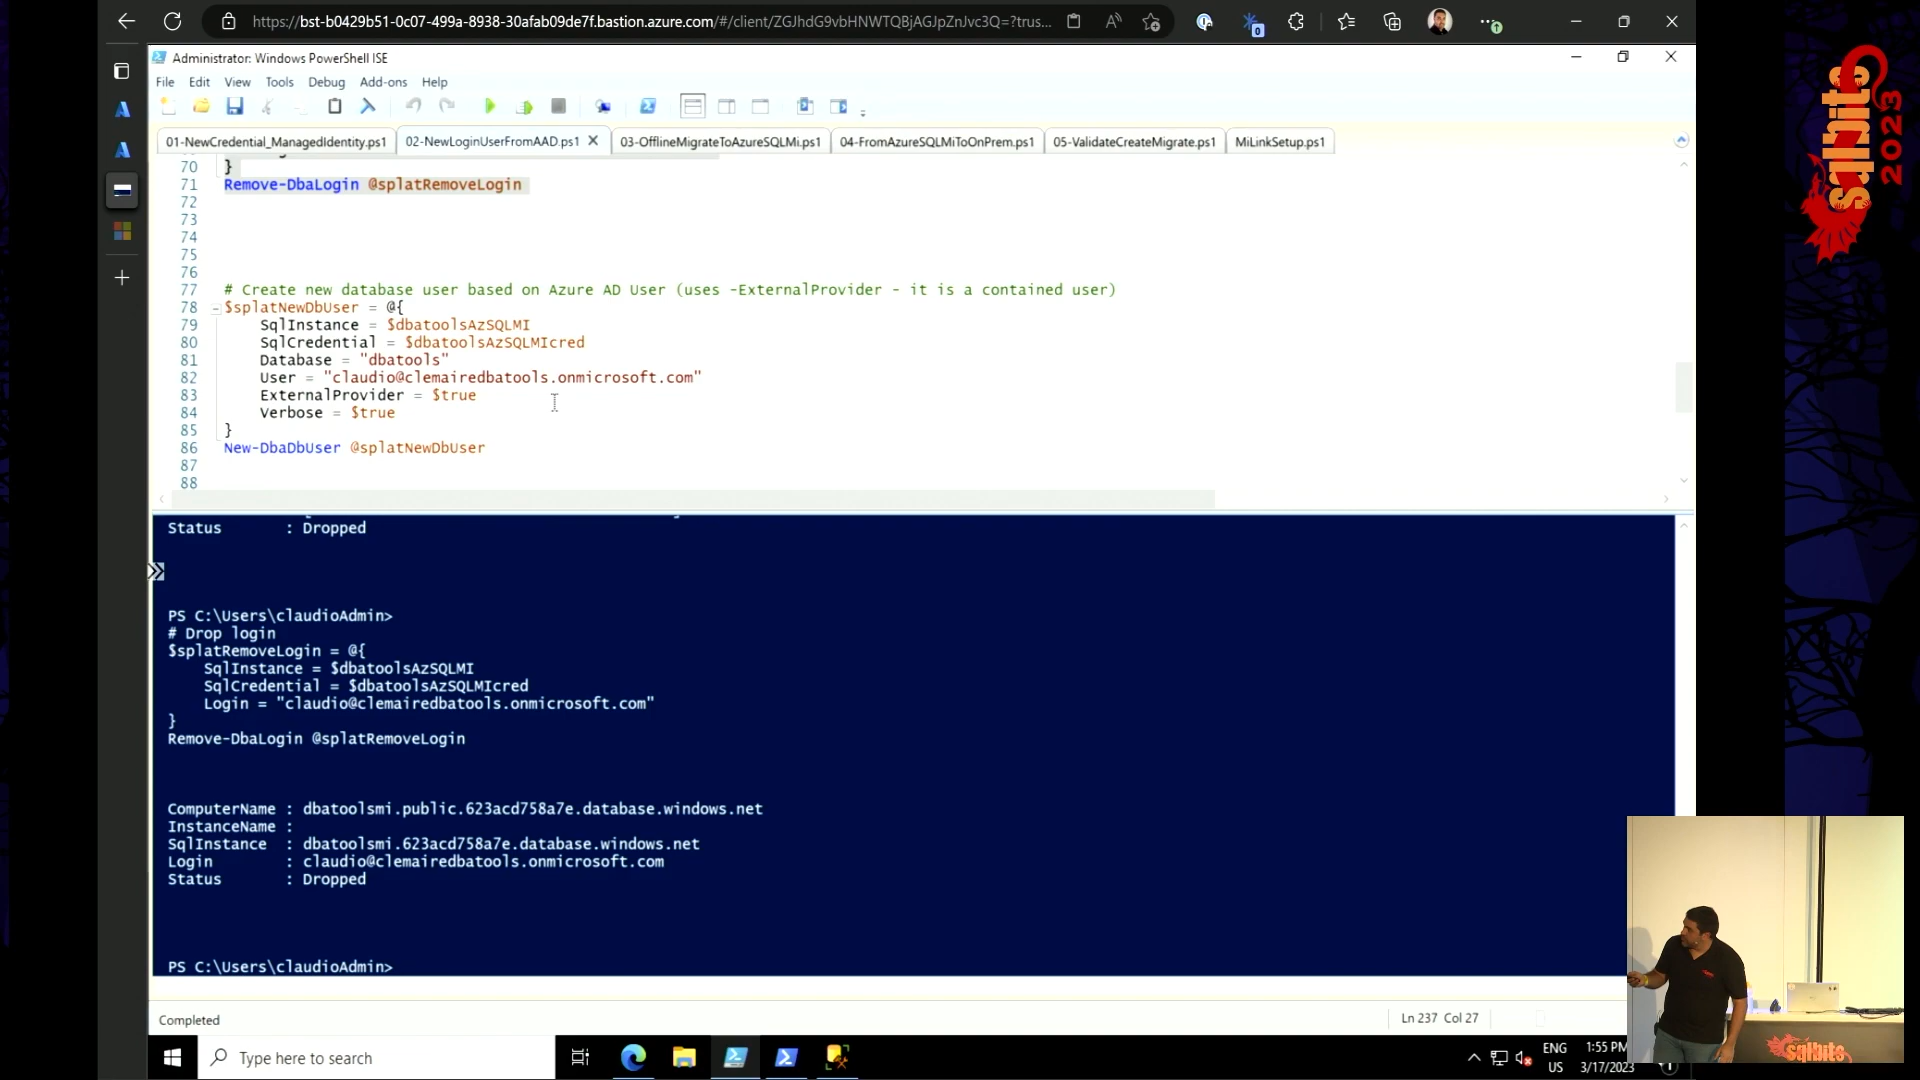 https://bst-b0429b51-0c07-499a-8938-30afab09de7f.bastion.azure.com/#/client/ZGJhdG9vbHNWTQBjAGJpZnJvc3Q=?trus...
0
Administrator: Windows PowerShell ISE
File Edit View Tools Debug Add-ons Help
01-NewCredential_ManagedIdentity.ps1 02-NewLoginUserFromAAD.ps1 03-OfflineMigrateToAzureSQLMi.ps1 04-FromAzureSQLMiToOnPrem.ps1 05-ValidateCreateMigrate.ps1 MiLinkSetup.ps1
70 }
71 Remove-DbaLogin @splatRemoveLogin
72
73
74
75
76
77 # Create new database user based on Azure AD User (uses -ExternalProvider - it is a contained user)
78 $splatNewDbUser = @{
79 SqlInstance = $dbatoolsAzSQLMI
80 SqlCredential = $dbatoolsAzSQLMIcred
81 Database = "dbatools"
82 User = "claudio@clemairedbatools.onmicrosoft.com"
83 ExternalProvider = $true
84 Verbose = $true
85 }
86 New-DbaDbUser @splatNewDbUser
87
88
Status : Dropped
PS C:\Users\claudioAdmin>
# Drop login
$splatRemoveLogin = @{
SqlInstance = $dbatoolsAzSQLMI
SqlCredential = $dbatoolsAzSQLMIcred
Login = "claudio@clemairedbatools.onmicrosoft.com"
}
Remove-DbaLogin @splatRemoveLogin
ComputerName : dbatoolsmi.public.623acd758a7e.database.windows.net
InstanceName :
SqlInstance : dbatoolsmi.623acd758a7e.database.windows.net
Login : claudio@clemairedbatools.onmicrosoft.com
Status : Dropped
PS C:\Users\claudioAdmin>
Completed
Ln 237 Col 27
Type here to search
ENG
US
1:55 PM
3/17/2023
sqlbits
2023
sqlbits